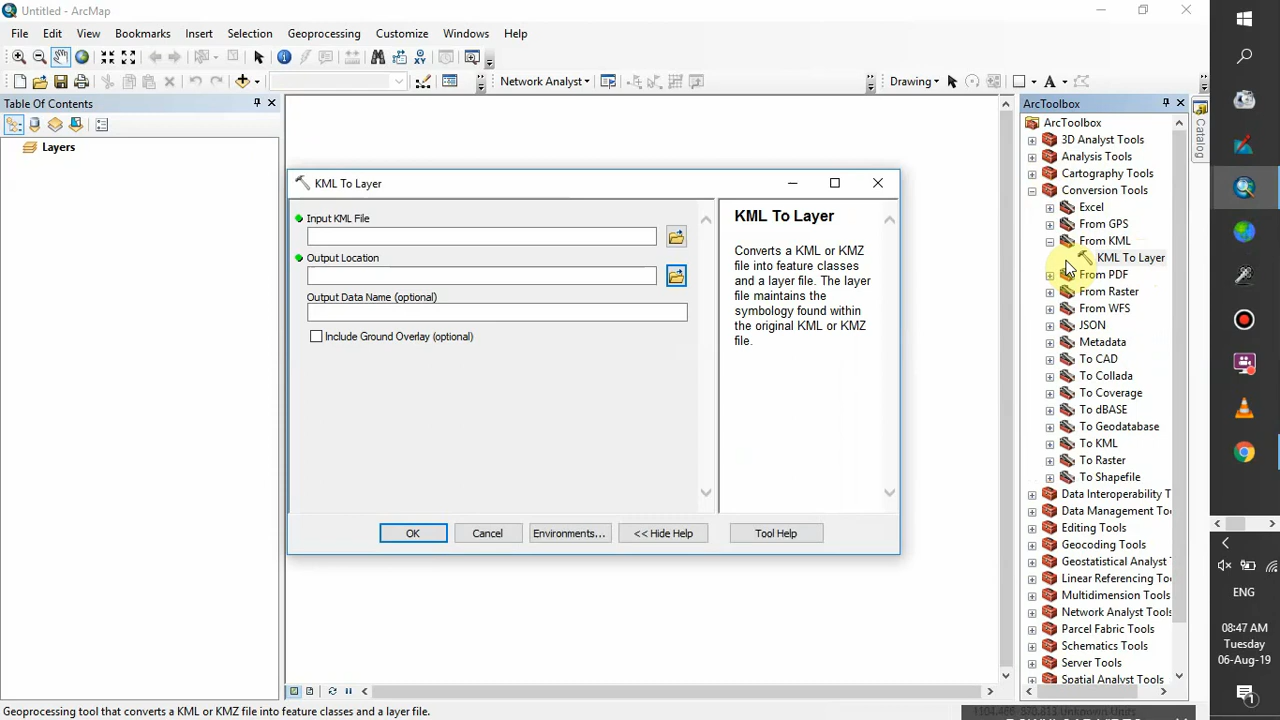 Untitled - ArcMap
File Edit View Bookmarks Insert Selection Geoprocessing Customize Windows Help
Network Analyst
Drawing
Table Of Contents
Layers
KML To Layer
Input KML File
Output Location
Output Data Name (optional)
Include Ground Overlay (optional)
KML To Layer
Converts a KML or KMZ
file into feature classes
and a layer file. The layer
file maintains the
symbology found within
the original KML or KMZ
file.
OK
Cancel
Environments...
<< Hide Help
Tool Help
ArcToolbox
ArcToolbox
3D Analyst Tools
Analysis Tools
Cartography Tools
Conversion Tools
Excel
From GPS
From KML
KML To Layer
From PDF
From Raster
From WFS
JSON
Metadata
To CAD
To Collada
To Coverage
To dBASE
To Geodatabase
To KML
To Raster
To Shapefile
Data Interoperability T
Data Management Too
Editing Tools
Geocoding Tools
Geostatistical Analyst
Linear Referencing Too
Multidimension Tools
Network Analyst Tools
Parcel Fabric Tools
Schematics Tools
Server Tools
Spatial Analyst Tools
Catalog
ENG
08:47 AM
Tuesday
06-Aug-19
1
Geoprocessing tool that converts a KML or KMZ file into feature classes and a layer file.